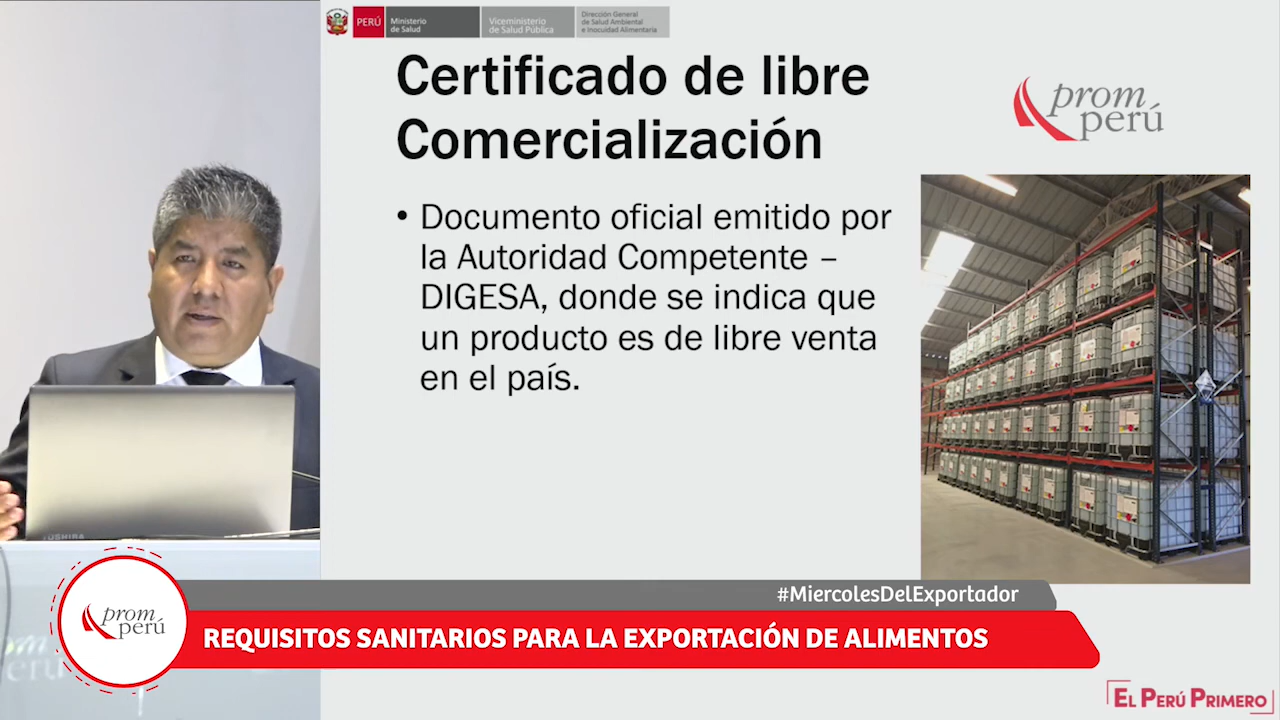 PERÚ
Ministerio
de Salud
Viceministerio
de Salud Pública
Dirección General
de Salud Ambiental
e Inocuidad Alimentaria
Certificado de libre
Comercialización
prom
perú
• Documento oficial emitido por
la Autoridad Competente –
DIGESA, donde se indica que
un producto es de libre venta
en el país.
TOSHIBA
#MiercolesDelExportador
prom
perú
REQUISITOS SANITARIOS PARA LA EXPORTACIÓN DE ALIMENTOS
EL PERÚ PRIMERO